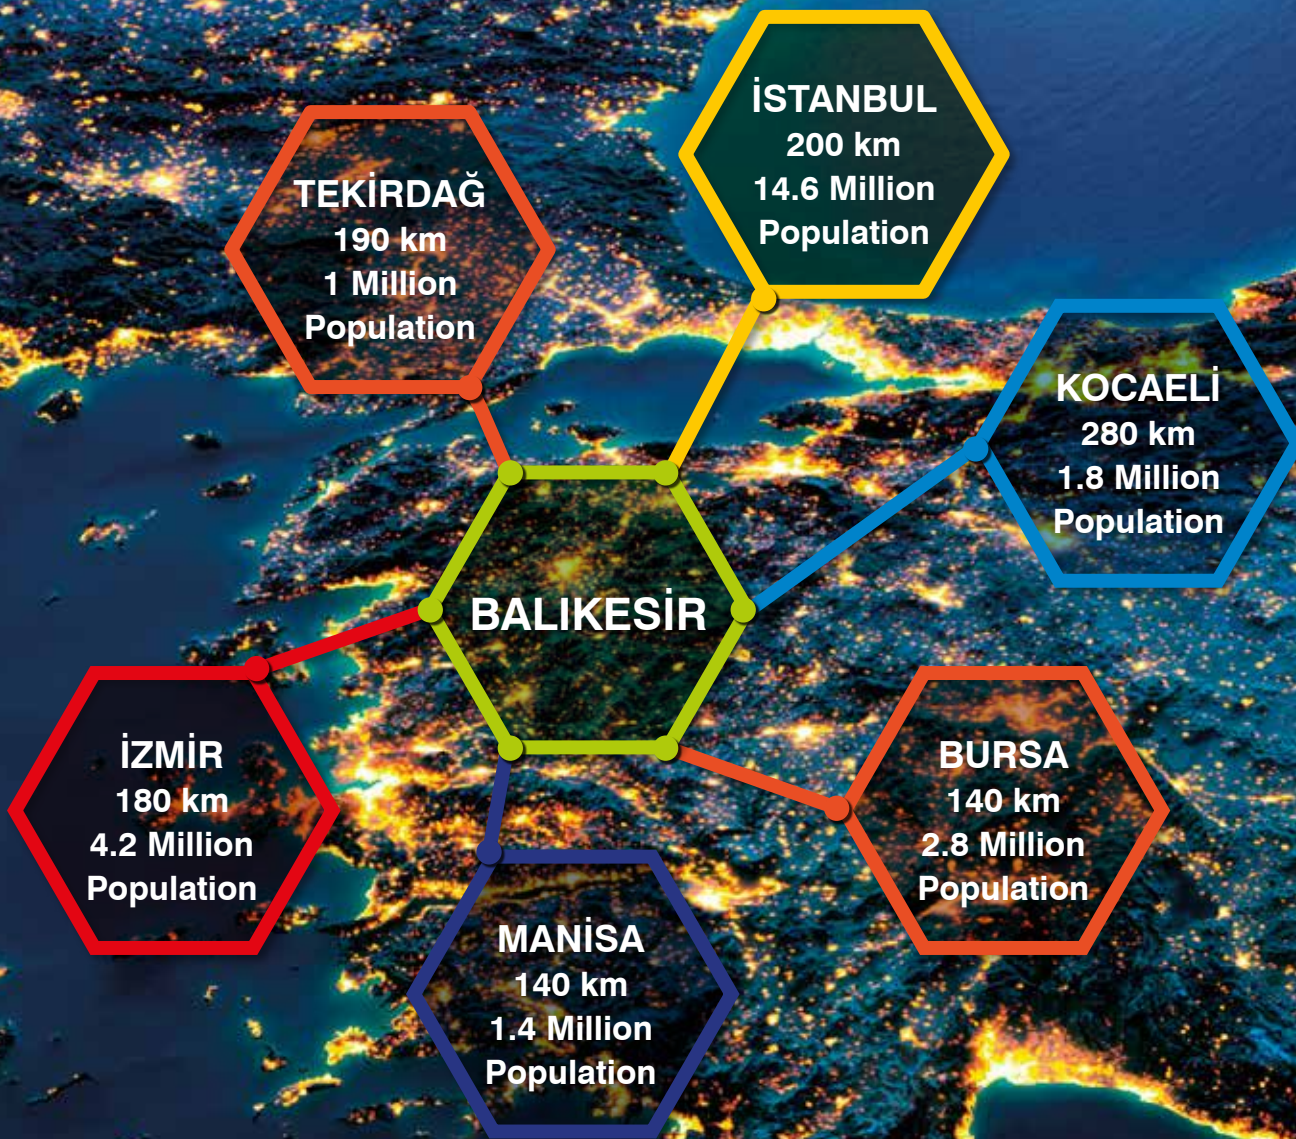 İSTANBUL
200 km
14.6 Million
Population
TEKİRDAĞ
190 km
1 Million
Population
KOCAELİ
280 km
1.8 Million
Population
BALIKESİR
İZMİR
180 km
4.2 Million
Population
BURSA
140 km
2.8 Million
Population
MANİSA
140 km
1.4 Million
Population